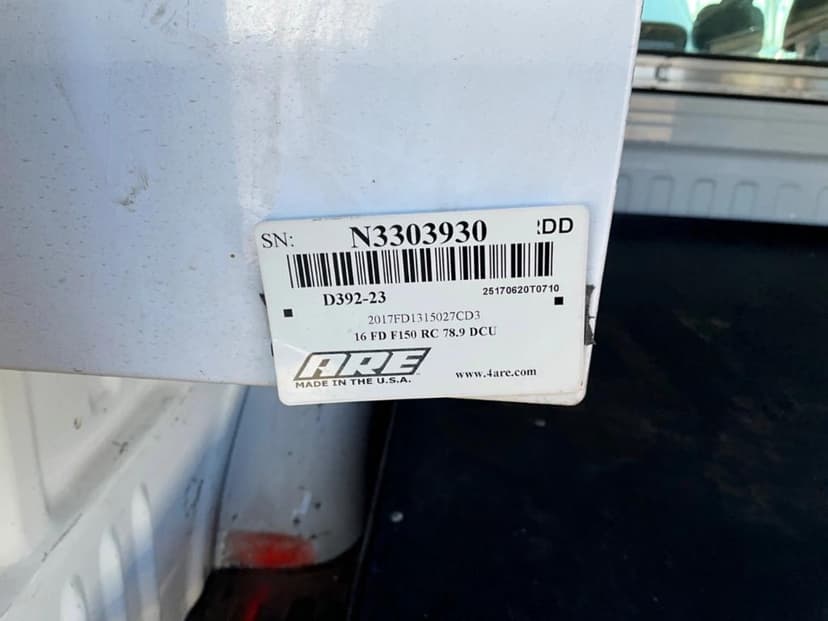 SN: N3303930 :DD
D392-23 25170620T0710
2017FD1315027CD3
16 FD F150 RC 78.9 DCU
ARE
MADE IN THE U.S.A. www.4are.com